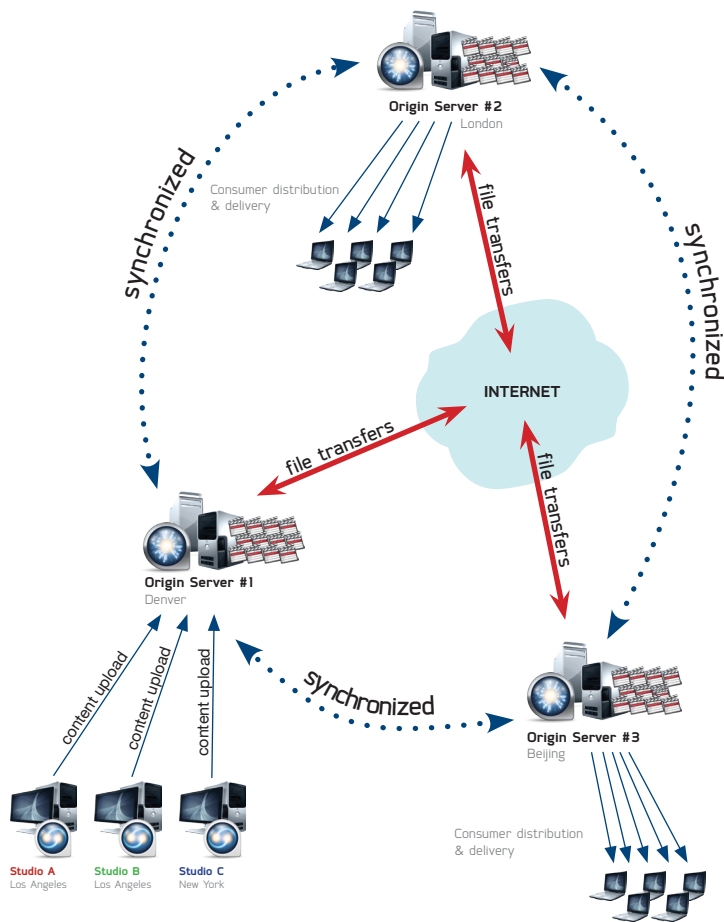 Origin Server #2
London
synchronized
Consumer distribution
& delivery
file transfers
synchronized
INTERNET
file transfers
file transfers
Origin Server #1
Denver
content upload
content upload
content upload
synchronized
Origin Server #3
Beijing
Studio A
Los Angeles
Studio B
Los Angeles
Studio C
New York
Consumer distribution
& delivery